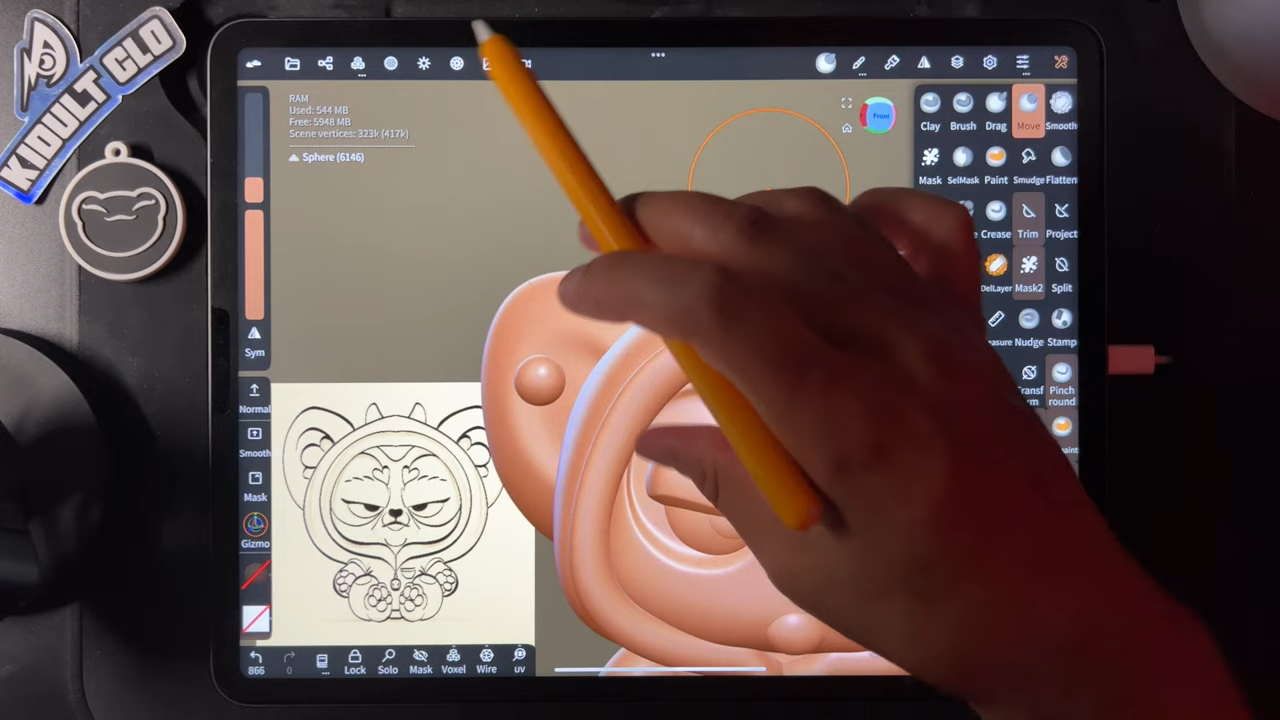 KIDULT CLO
RAM
Used: 544 MB
Free: 5948 MB
Scene vertices: 323k (417k)
Sphere (6146)
Front
Clay Brush Drag Move Smooth
Mask SelMask Paint Smudge Flatten
Crease Trim Project
DelLayer Mask2 Split
Nudge Stamp
Pinch
round
Sym
Normal
Smooth
Mask
Gizmo
866 0 Lock Solo Mask Voxel Wire uv